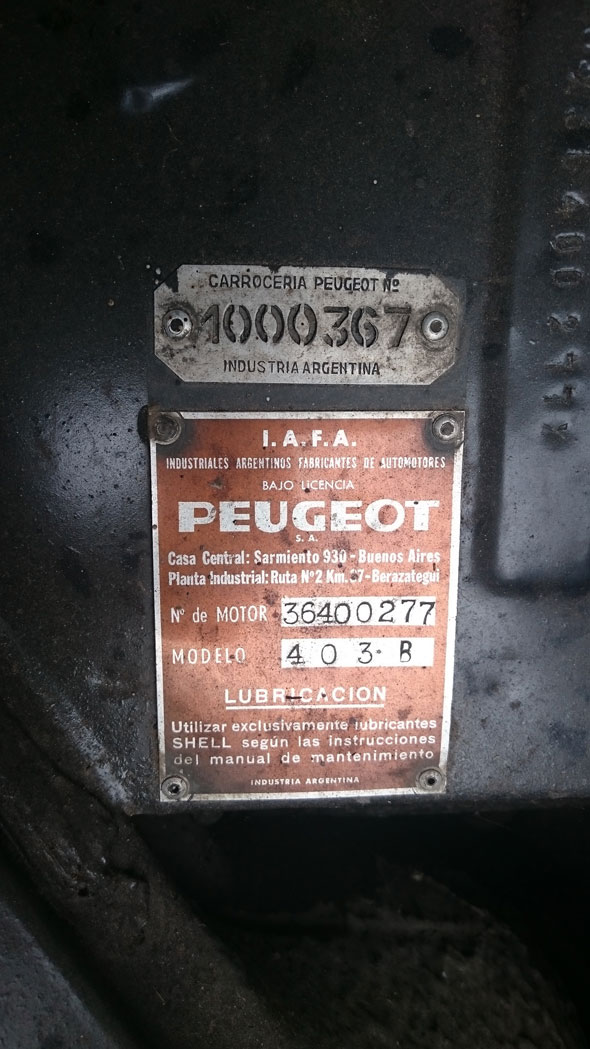 CARROCERIA PEUGEOT Nº
1000367
INDUSTRIA ARGENTINA
I.A.F.A.
INDUSTRIALES ARGENTINOS FABRICANTES DE AUTOMOTORES
BAJO LICENCIA
PEUGEOT
S.A.
Casa Central: Sarmiento 930 - Buenos Aires
Planta Industrial: Ruta Nº2 - Berazategui
Nº de MOTOR 36400277
MODELO 403·B
LUBRICACION
Utilizar exclusivamente lubricantes
SHELL según las instrucciones
del manual de mantenimiento
INDUSTRIA ARGENTINA